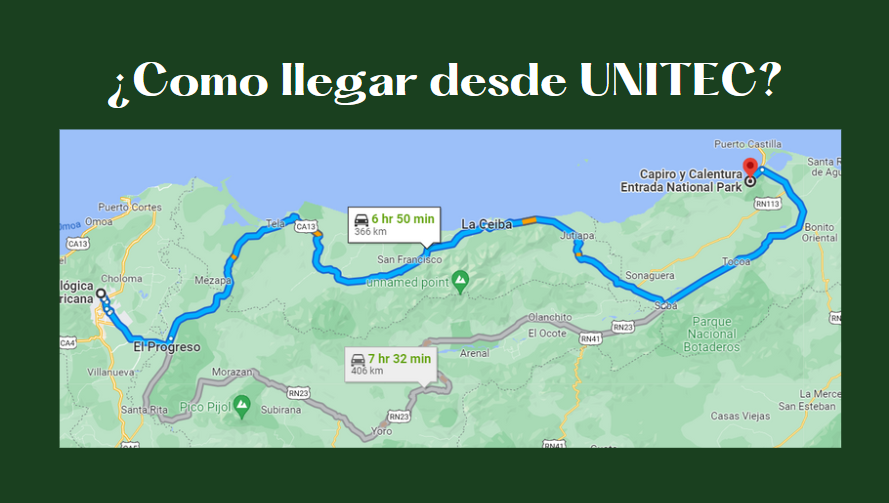 ¿Como llegar desde UNITEC?
Puerto Castilla
Santa R
de Agu
Capiro y Calentura
Entrada National Park
RN113
Puerto Cortes
Omoa
Omoa
CA13
Tela
CA13
6 hr 50 min
366 km
La Ceiba
Jutiapa
Bonito
Oriental
San Francisco
Tocoa
Choloma
Mezapa
unnamed point
Sonaguera
ológica
ricana
Saba
Olanchito
RN23
El Ocote
RN41
Parque
Nacional
Botaderos
RN
CA4
El Progreso
7 hr 32 min
406 km
Arenal
Villanueva
Morazan
RN23
La Merce
San Esteban
Santa Rita
Pico Pijol
Subirana
RN23
Casas Viejas
Yoro
CA5
RN41